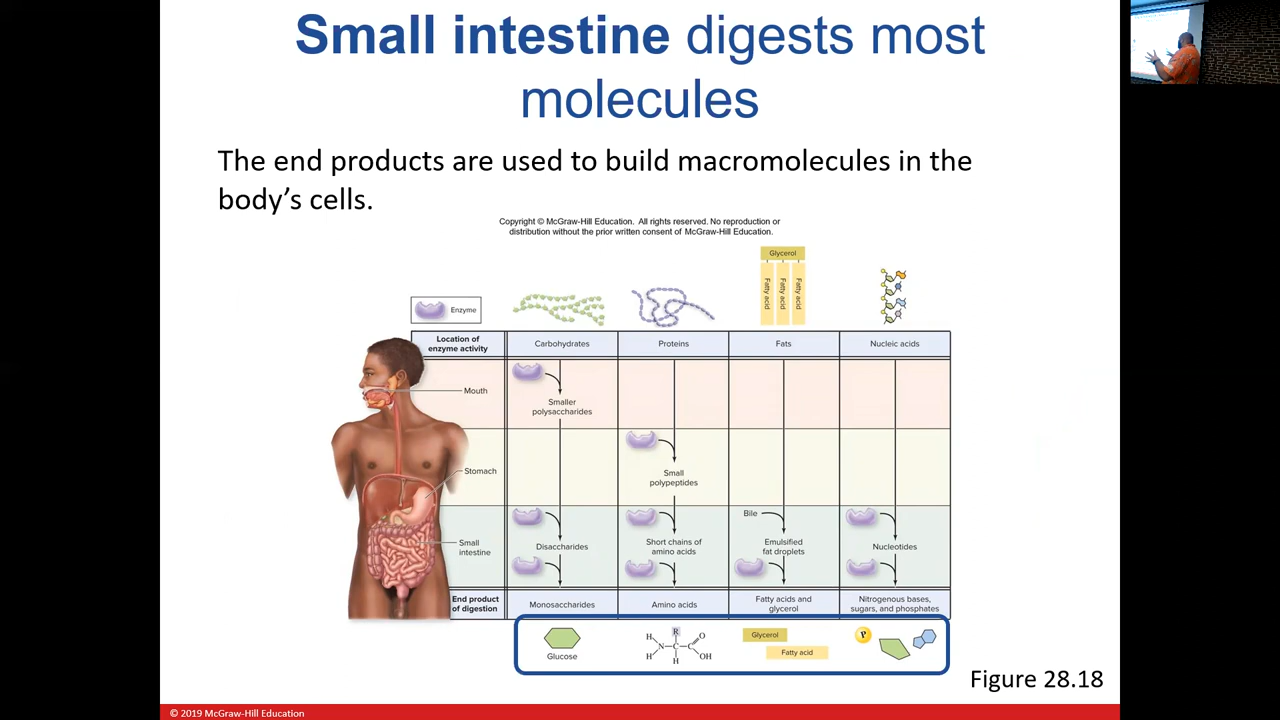 Small intestine digests most
molecules
The end products are used to build macromolecules in the
body’s cells.
Copyright © McGraw-Hill Education. All rights reserved. No reproduction or
distribution without the prior written consent of McGraw-Hill Education.
Glycerol
Fatty acid
Fatty acid
Fatty acid
Enzyme
Location of
enzyme activity
Carbohydrates
Proteins
Fats
Nucleic acids
Mouth
Smaller
polysaccharides
Stomach
Small
polypeptides
Small
intestine
Disaccharides
Short chains of
amino acids
Bile
Emulsified
fat droplets
Nucleotides
End product
of digestion
Monosaccharides
Amino acids
Fatty acids and
glycerol
Nitrogenous bases,
sugars, and phosphates
Glucose
H
H
N
R
C
H
C
O
OH
Glycerol
Fatty acid
P
Figure 28.18
© 2019 McGraw-Hill Education